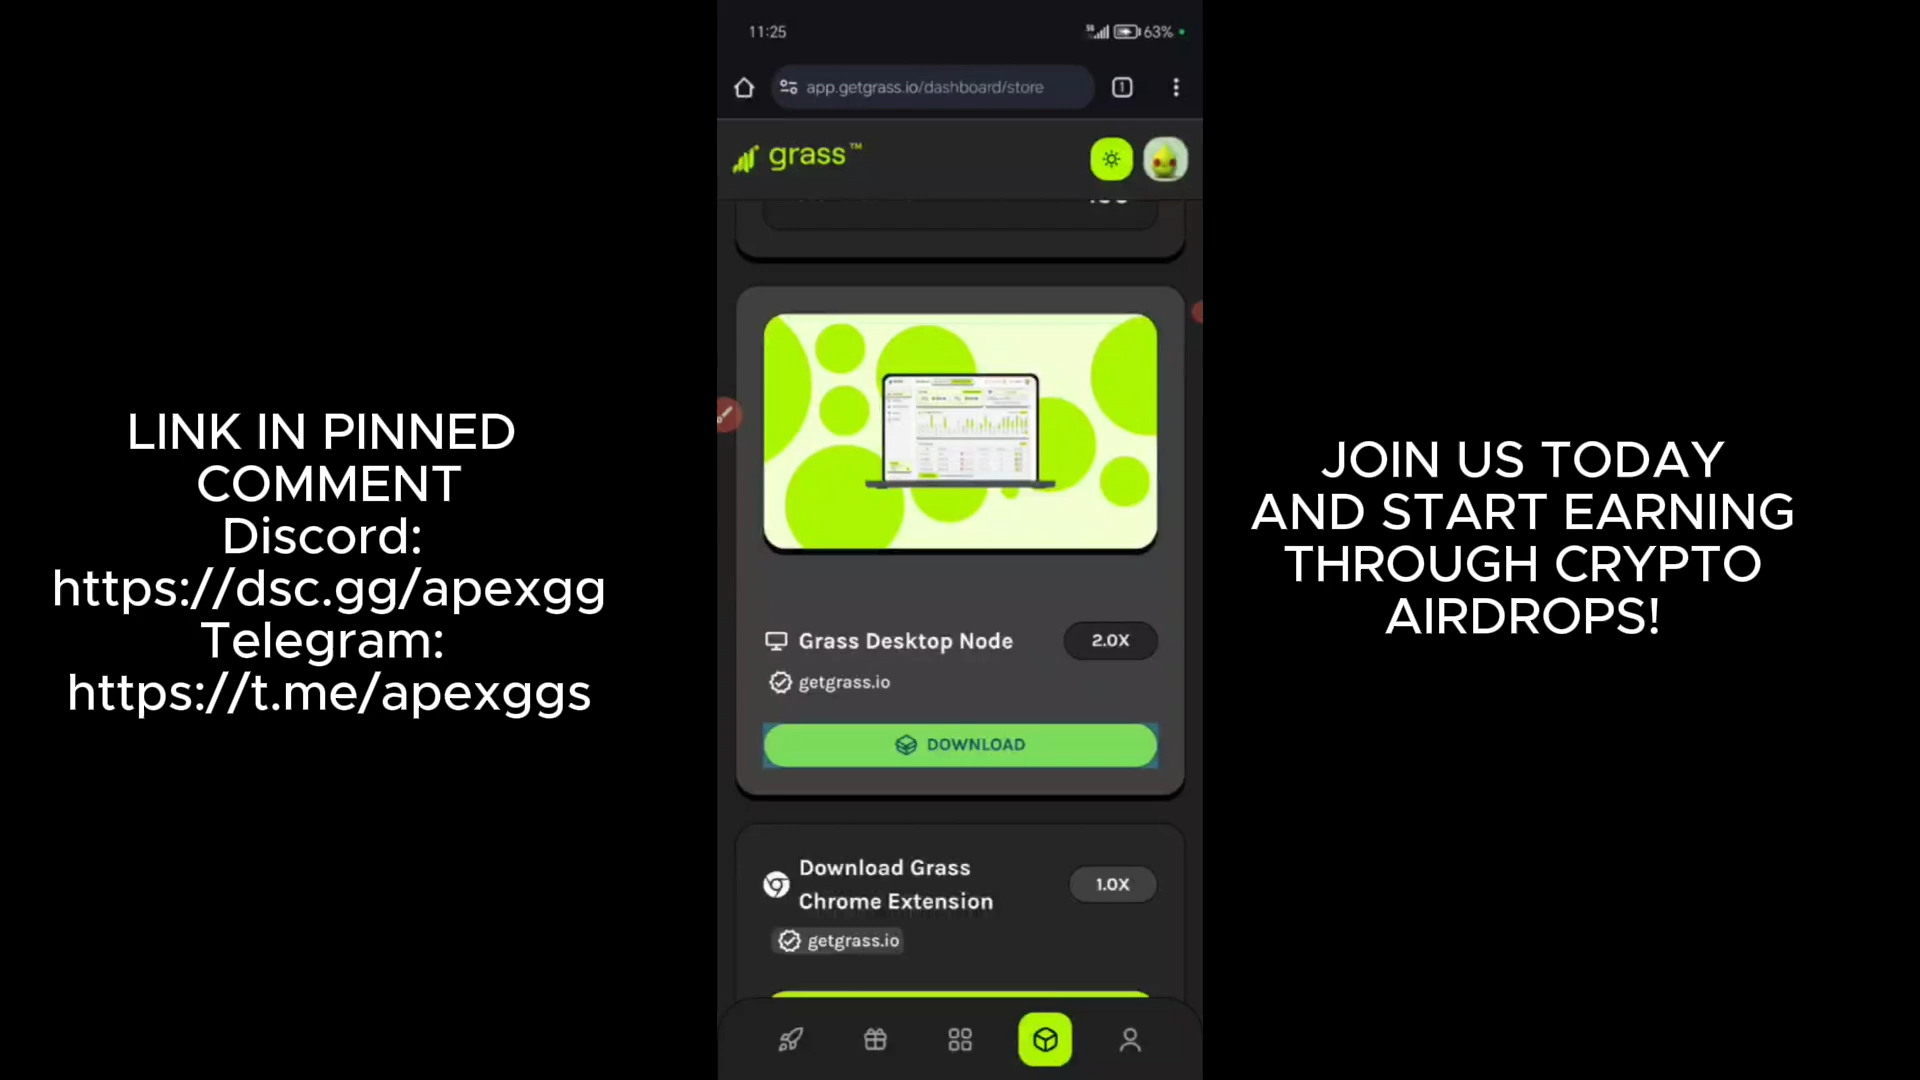 LINK IN PINNED
COMMENT
Discord:
https://dsc.gg/apexgg
Telegram:
https://t.me/apexggs
11:25
63%
app.getgrass.io/dashboard/store
1
grass™
Grass Desktop Node
2.0X
getgrass.io
DOWNLOAD
Download Grass
Chrome Extension
1.0X
getgrass.io
JOIN US TODAY
AND START EARNING
THROUGH CRYPTO
AIRDROPS!